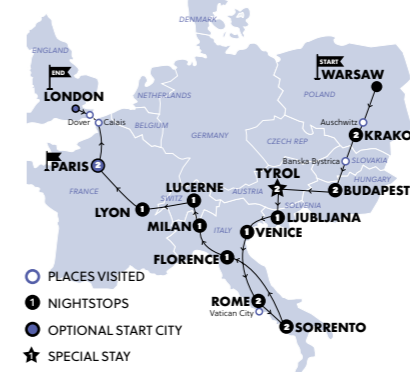 DENMARK
ENGLAND
START
WARSAW
END
LONDON
NETHERLANDS
POLAND
Dover
Calais
BELGIUM
GERMANY
Auschwitz
2
KRAKO
CZECH REP
Banska Bystrica
SLOVAKIA
2
PARIS
TYROL
2
HUNGARY
2
BUDAPEST
FRANCE
LUCERNE
1
AUSTRIA
SOLVENIA
SWITZ
LYON
1
1
LJUBLJANA
MILAN
1
ITALY
1
VENICE
FLORENCE
1
PLACES VISITED
1
NIGHTSTOPS
ROME
2
Vatican City
OPTIONAL START CITY
2
SORRENTO
1
SPECIAL STAY